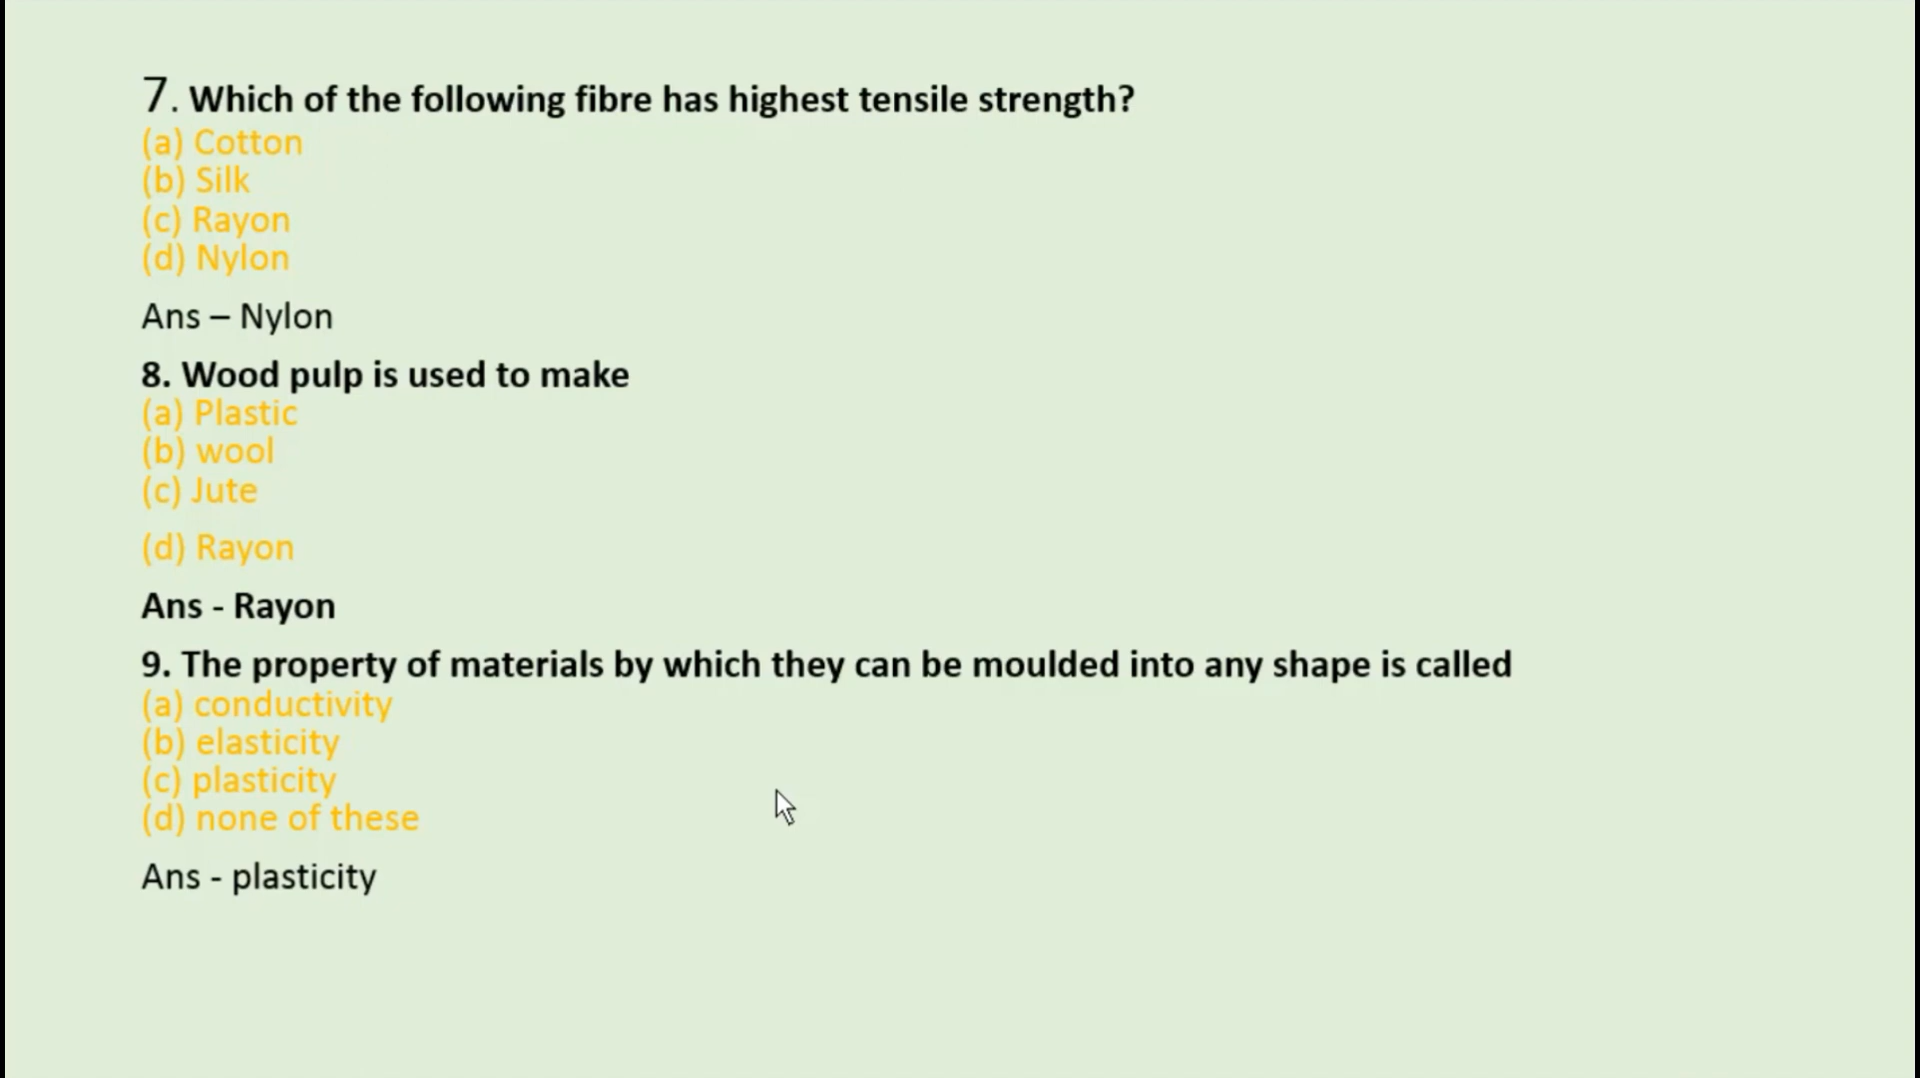 7. Which of the following fibre has highest tensile strength?
(a) Cotton
(b) Silk
(c) Rayon
(d) Nylon
Ans – Nylon
8. Wood pulp is used to make
(a) Plastic
(b) wool
(c) Jute
(d) Rayon
Ans - Rayon
9. The property of materials by which they can be moulded into any shape is called
(a) conductivity
(b) elasticity
(c) plasticity
(d) none of these
Ans - plasticity